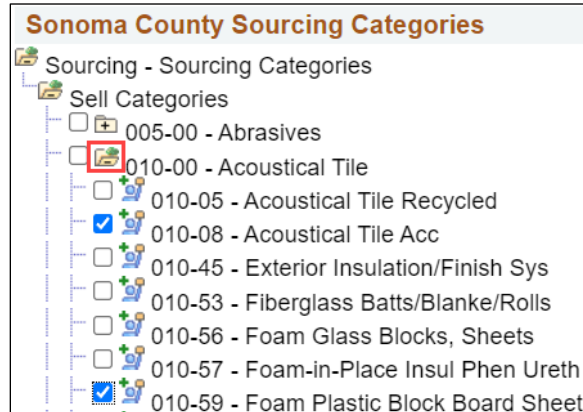 Sonoma County Sourcing Categories
Sourcing - Sourcing Categories
Sell Categories
005-00 - Abrasives
010-00 - Acoustical Tile
010-05 - Acoustical Tile Recycled
010-08 - Acoustical Tile Acc
010-45 - Exterior Insulation/Finish Sys
010-53 - Fiberglass Batts/Blanke/Rolls
010-56 - Foam Glass Blocks, Sheets
010-57 - Foam-in-Place Insul Phen Ureth
010-59 - Foam Plastic Block Board Sheet